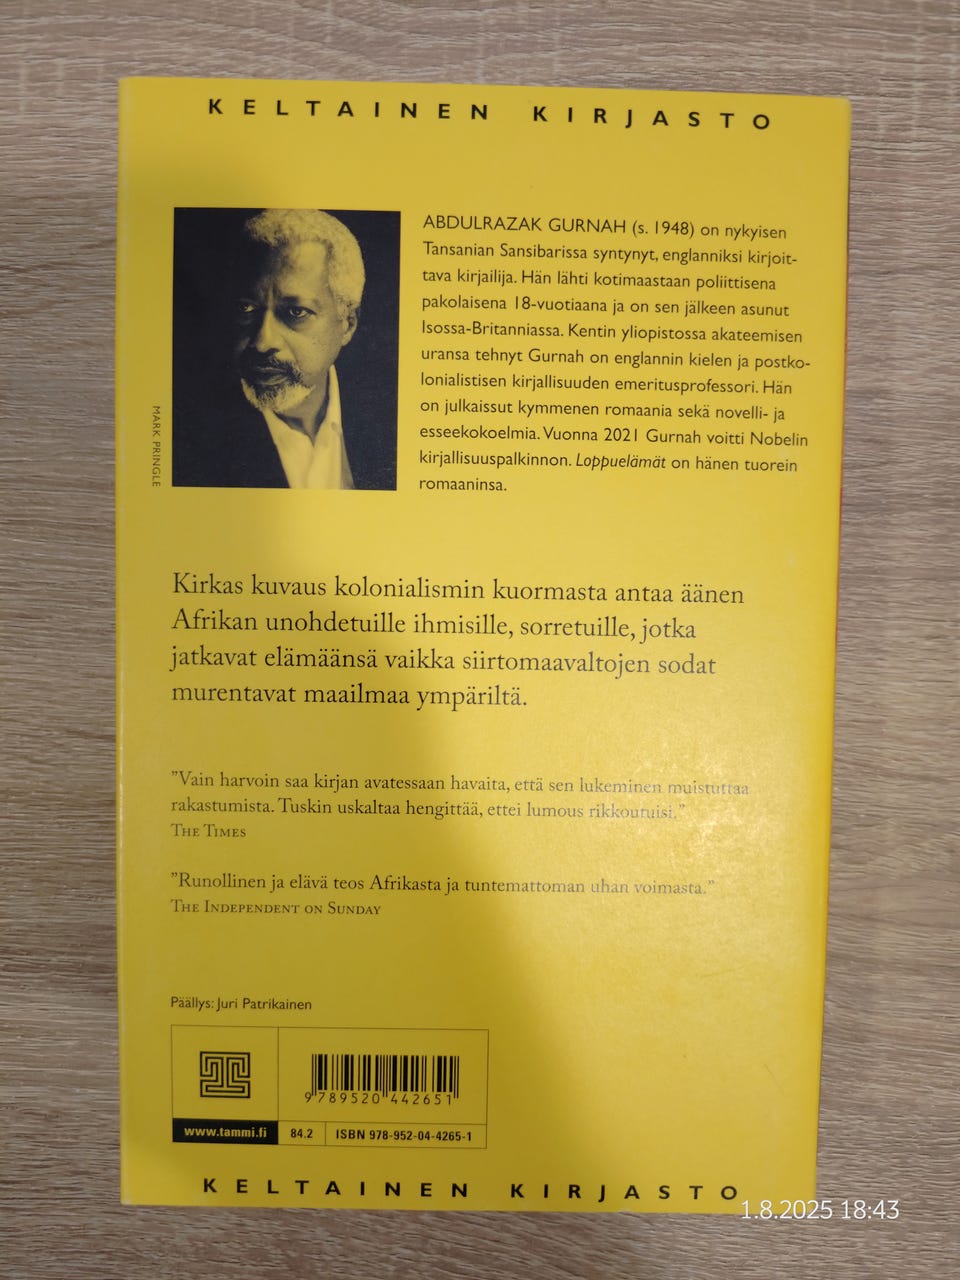 KELTAINEN KIRJASTO
ABDULRAZAK GURNAH (s. 1948) on nykyisen
Tansanian Sansibarissa syntynyt, englanniksi kirjoit-
tava kirjailija. Hän lähti kotimaastaan poliittisena
pakolaisena 18-vuotiaana ja on sen jälkeen asunut
Isossa-Britanniassa. Kentin yliopistossa akateemisen
uransa tehnyt Gurnah on englannin kielen ja postko-
lonialistisen kirjallisuuden emeritusprofessori. Hän
on julkaissut kymmenen romaania sekä novelli- ja
esseekokoelmia. Vuonna 2021 Gurnah voitti Nobelin
kirjallisuuspalkinnon. Loppuelämät on hänen tuorein
romaaninsa.
MARK PRINGLE
Kirkas kuvaus kolonialismin kuormasta antaa äänen
Afrikan unohdetuille ihmisille, sorretuille, jotka
jatkavat elämäänsä vaikka siirtomaavaltojen sodat
murentavat maailmaa ympäriltä.
"Vain harvoin saa kirjan avatessaan havaita, että sen lukeminen muistuttaa
rakastumista. Tuskin uskaltaa hengittää, ettei lumous rikkoutuisi."
THE TIMES
"Runollinen ja elävä teos Afrikasta ja tuntemattoman uhan voimasta."
THE INDEPENDENT ON SUNDAY
Päällys: Juri Patrikainen
9 789520 442651
www.tammi.fi 84.2 ISBN 978-952-04-4265-1
KELTAINEN KIRJASTO
1.8.2025 18:43